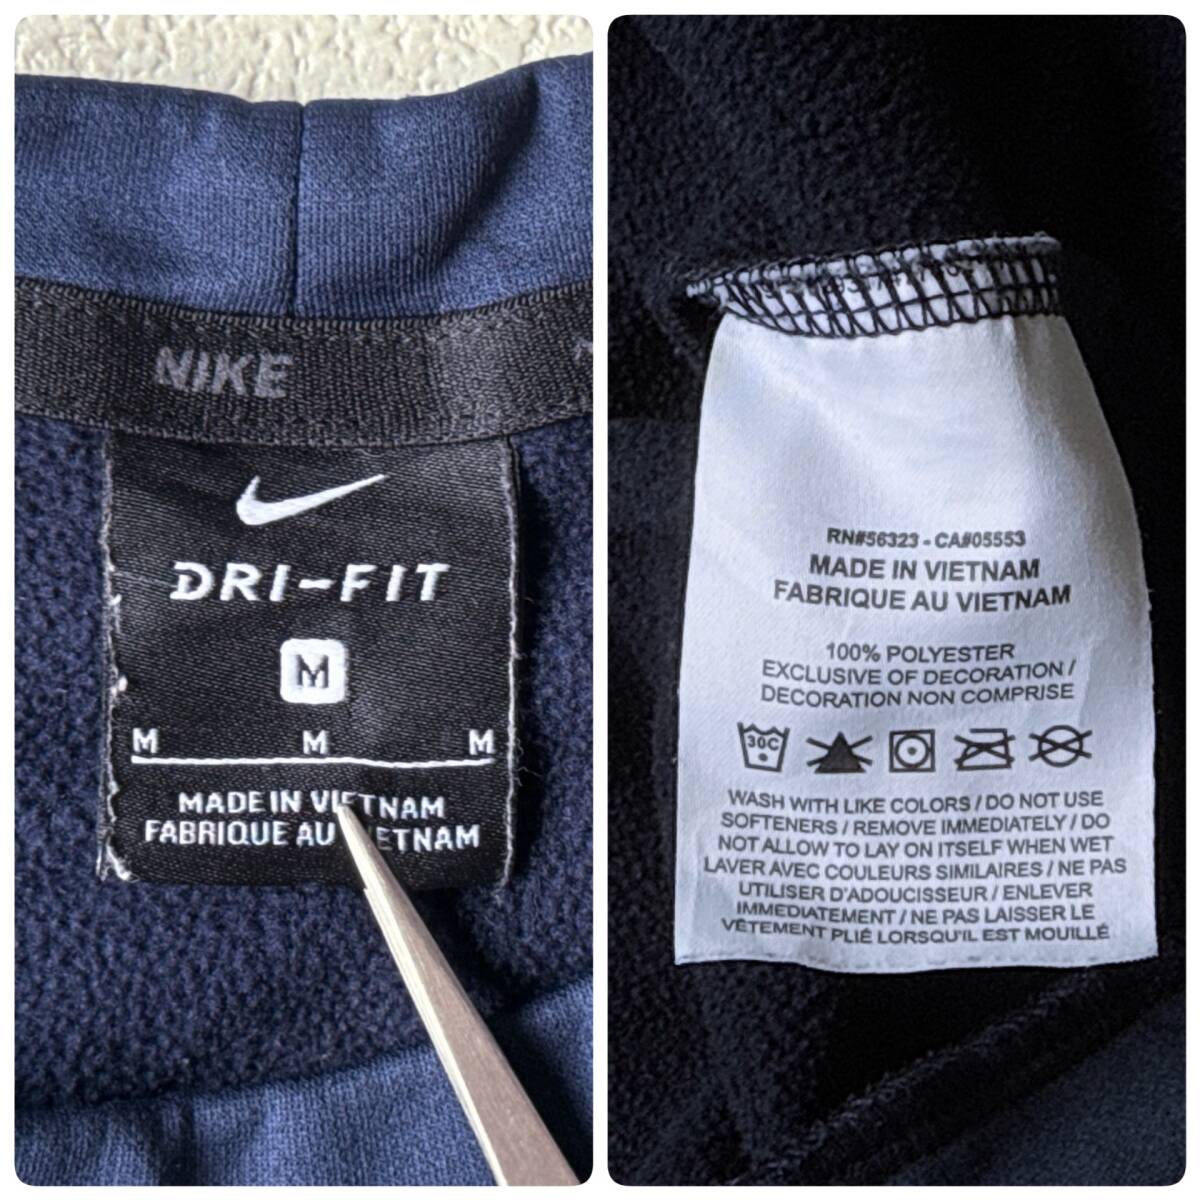 NIKE
DRI-FIT
M
M M M
MADE IN VIETNAM
FABRIQUE AU VIETNAM
RN#56323 - CA#05553
MADE IN VIETNAM
FABRIQUE AU VIETNAM
100% POLYESTER
EXCLUSIVE OF DECORATION /
DECORATION NON COMPRISE
30C
WASH WITH LIKE COLORS / DO NOT USE
SOFTENERS / REMOVE IMMEDIATELY / DO
NOT ALLOW TO LAY ON ITSELF WHEN WET
LAVER AVEC COULEURS SIMILAIRES / NE PAS
UTILISER D'ADOUCISSEUR / ENLEVER
IMMEDIATEMENT / NE PAS LAISSER LE
VÊTEMENT PLIÉ LORSQU'IL EST MOUILLÉ